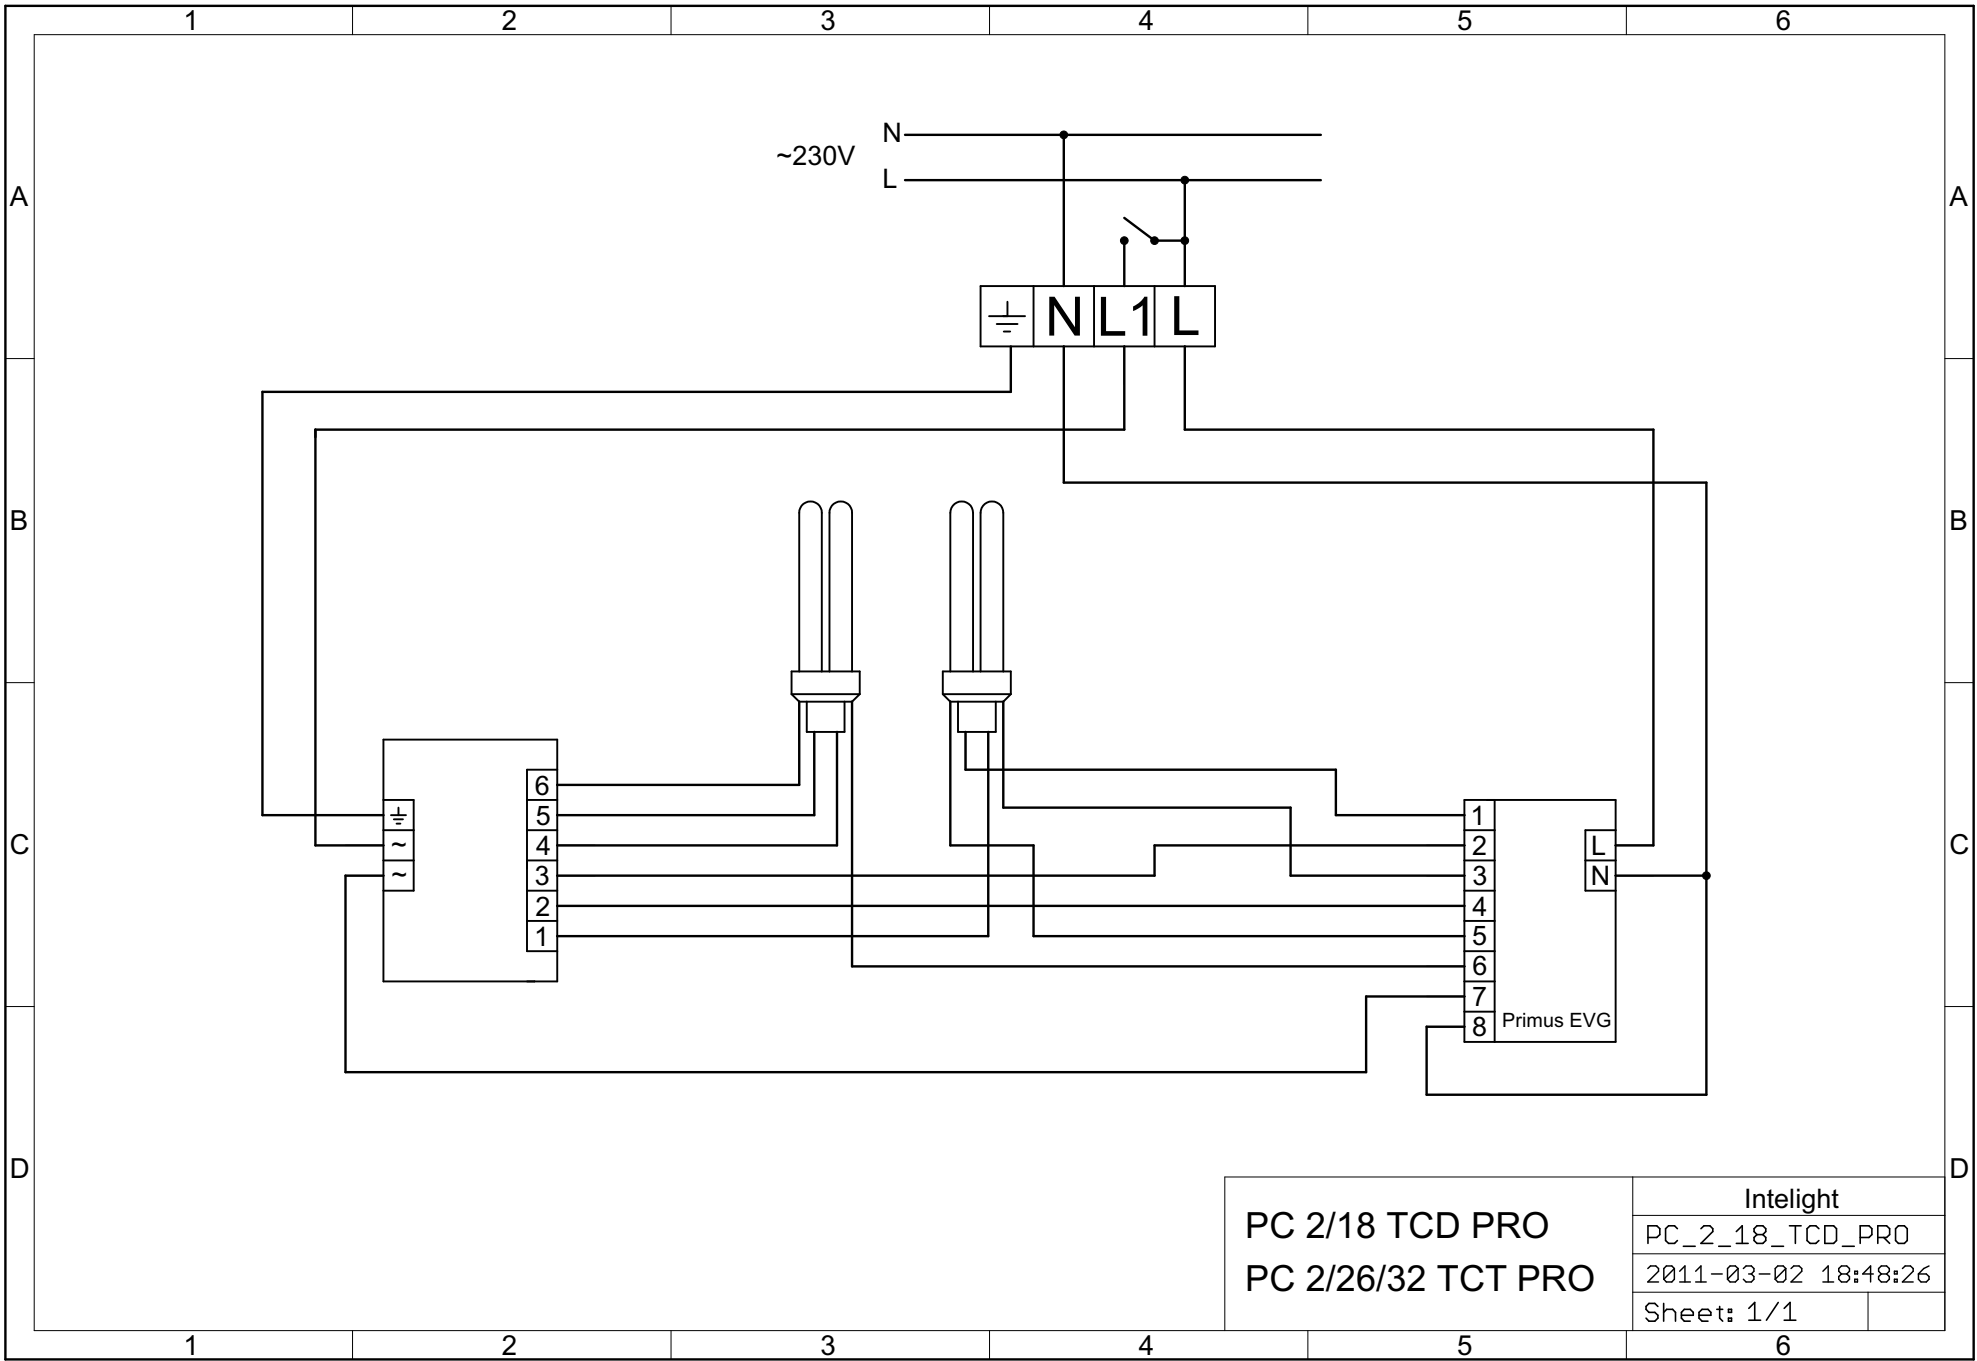 1 2 3 4 5 6
N
~230V
L
A A
N L1 L
B B
6
5 1
C 4 2 L C
~
3 3 N
~
2 4
1 5
6
7
8 Primus EVG
D D
Intelight
PC 2/18 TCD PRO
PC_2_18_TCD_PRO
PC 2/26/32 TCT PRO
2011-03-02 18:48:26
Sheet: 1/1
1 2 3 4 5 6